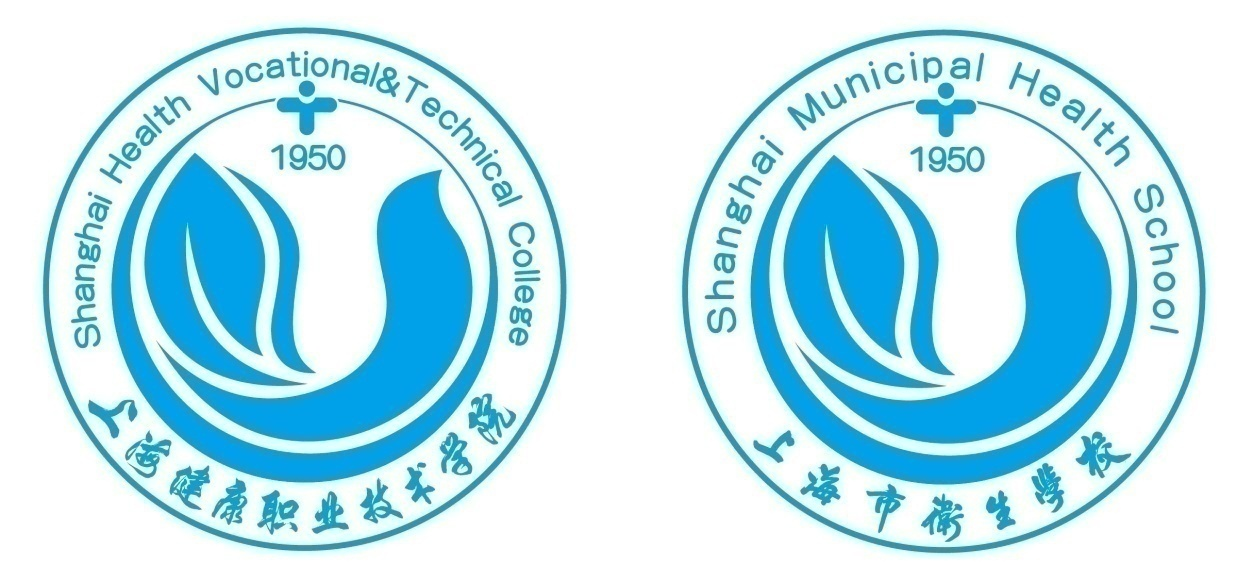 Shanghai Health Vocational&Technical College
1950
上海健康职业技术学院
Shanghai Municipal Health School
1950
上海市衛生學校